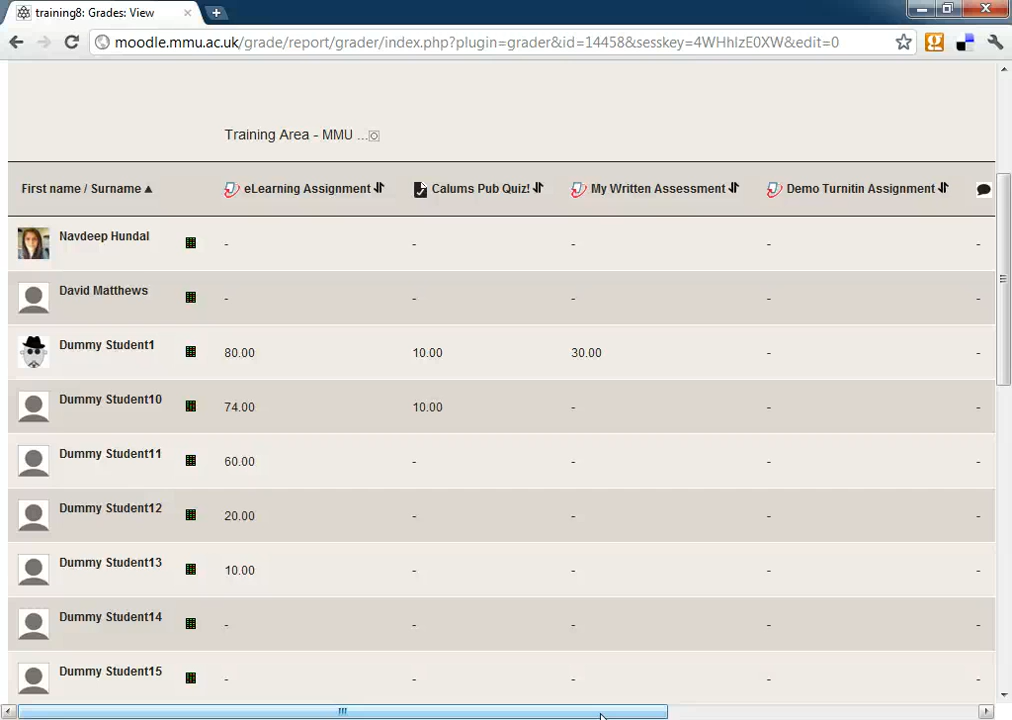 training8: Grades: View
moodle.mmu.ac.uk/grade/report/grader/index.php?plugin=grader&id=14458&sesskey=4WHhlzE0XW&edit=0
Training Area - MMU ...
First name / Surname eLearning Assignment Calums Pub Quiz! My Written Assessment Demo Turnitin Assignment
Navdeep Hundal - - - - -
David Matthews - - - - -
Dummy Student1 80.00 10.00 30.00 - -
Dummy Student10 74.00 10.00 - - -
Dummy Student11 60.00 - - - -
Dummy Student12 20.00 - - - -
Dummy Student13 10.00 - - - -
Dummy Student14 - - - - -
Dummy Student15 - - - - -